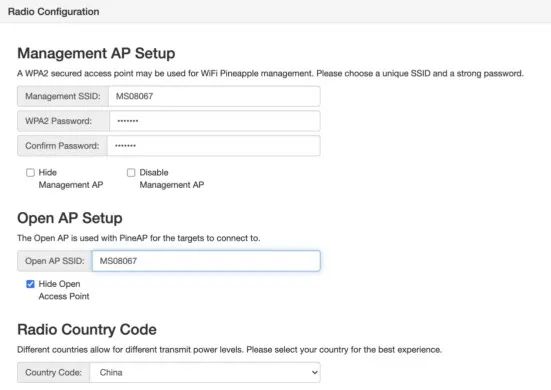 Radio Configuration
Management AP Setup
A WPA2 secured access point may be used for WiFi Pineapple management. Please choose a unique SSID and a strong password.
Management SSID: MS08067
WPA2 Password: •••••••
Confirm Password: •••••••
Hide Disable
Management AP Management AP
Open AP Setup
The Open AP is used with PineAP for the targets to connect to.
Open AP SSID: MS08067
Hide Open
Access Point
Radio Country Code
Different countries allow for different transmit power levels. Please select your country for the best experience.
Country Code: China